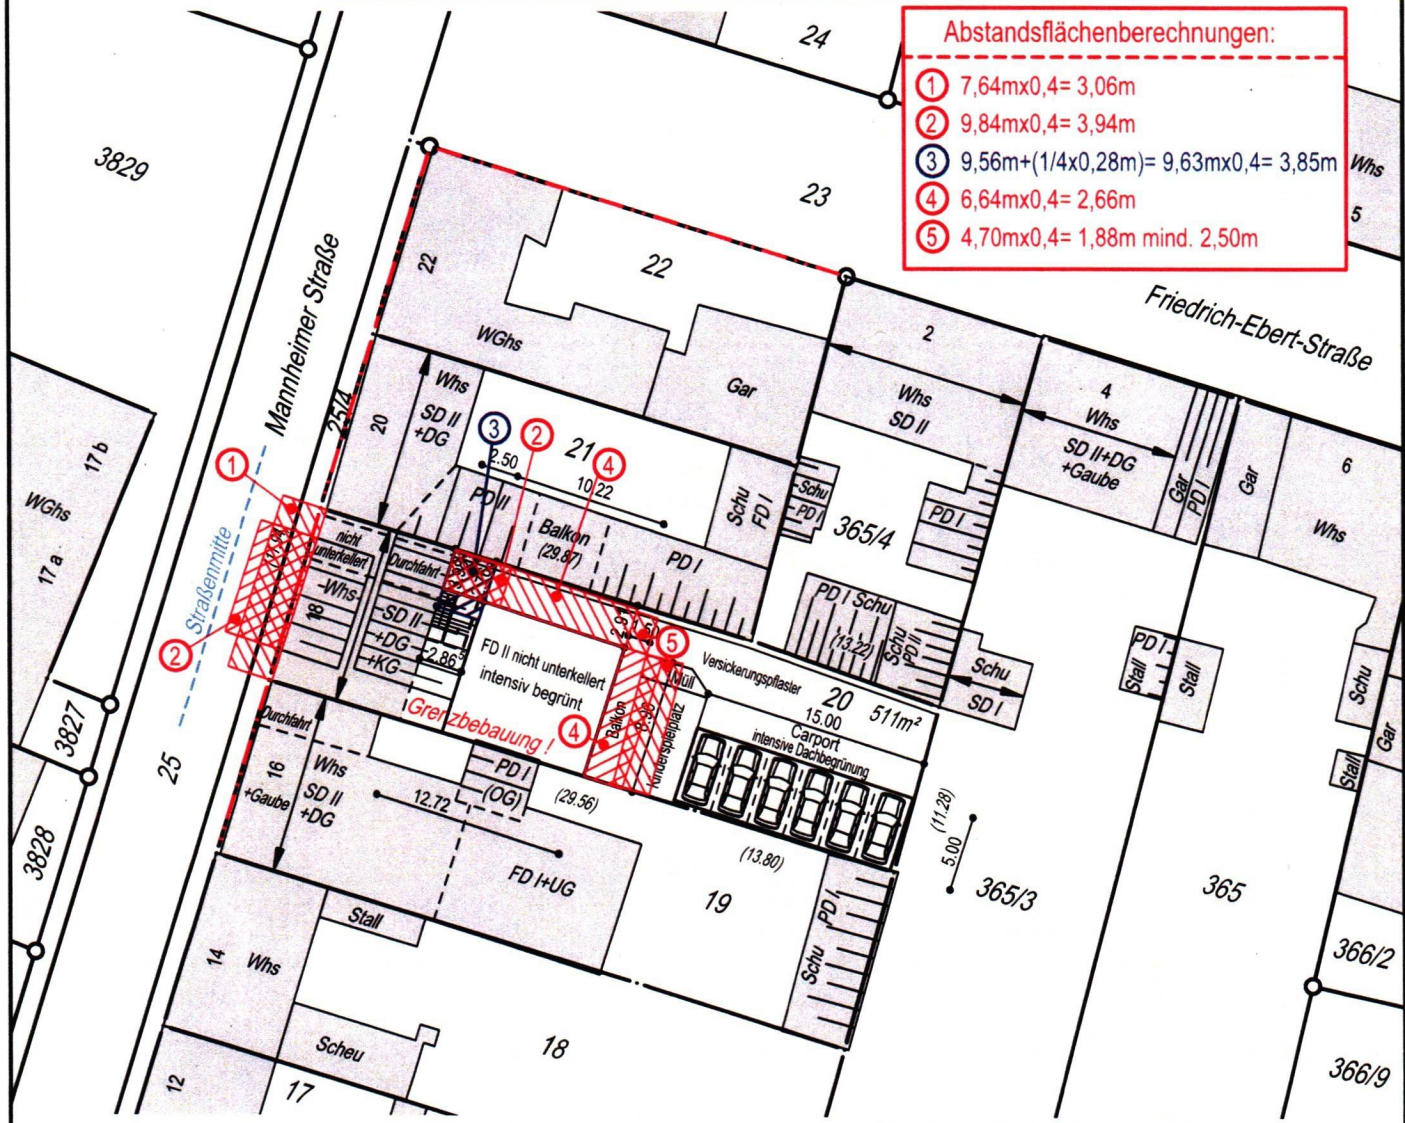 Abstandsflächenberechnungen:
1 7,64mx0,4= 3,06m
2 9,84mx0,4= 3,94m
3 9,56m+(1/4x0,28m)= 9,63mx0,4= 3,85m
4 6,64mx0,4= 2,66m
5 4,70mx0,4= 1,88m mind. 2,50m
24
3829
23
Whs
5
Mannheimer Straße
25/4
22
22
WGhs
Gar
Friedrich-Ebert-Straße
2
Whs
SD II
4
Whs
SD II+DG
+Gaube
Gar
PD I
Gar
6
Whs
20
Whs
SD II
+DG
3
2
21
4
2.50
10.22
PD II
Balkon
(29.87)
PD I
Schu
FD I
Schu
PD I
365/4
PD I
17 b
WGhs
17 a
1
Straßenmitte
2
nicht
unterkellert
Durchfahrt
Whs
18
SD II
+DG
+KG
2.86
FD II nicht unterkellert
intensiv begrünt
Grenzbebauung !
5
4
Balkon
Müll
Kinderspielplatz
Versickerungspflaster
20
511m²
15.00
Carport
intensive Dachbegrünung
PD I
Schu
(13.22)
Schu
PD II
Schu
SD I
PD I
Stall
Stall
Schu
Gar
Stall
3827
3828
25
Durchfahrt
16
+Gaube
Whs
SD II
+DG
12.72
PD I
(OG)
(29.56)
FD I+UG
(13.80)
(11.28)
5.00
19
365/3
365
Schu
PD I
Stall
14
Whs
Scheu
18
12
17
366/2
366/9